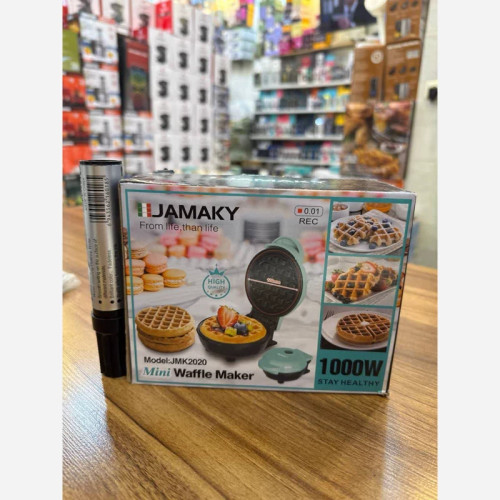 JAMAKY
From life, than life
0.01
REC
HIGH
QUALITY
Model:JMK2020
Mini Waffle Maker
1000W
STAY HEALTHY